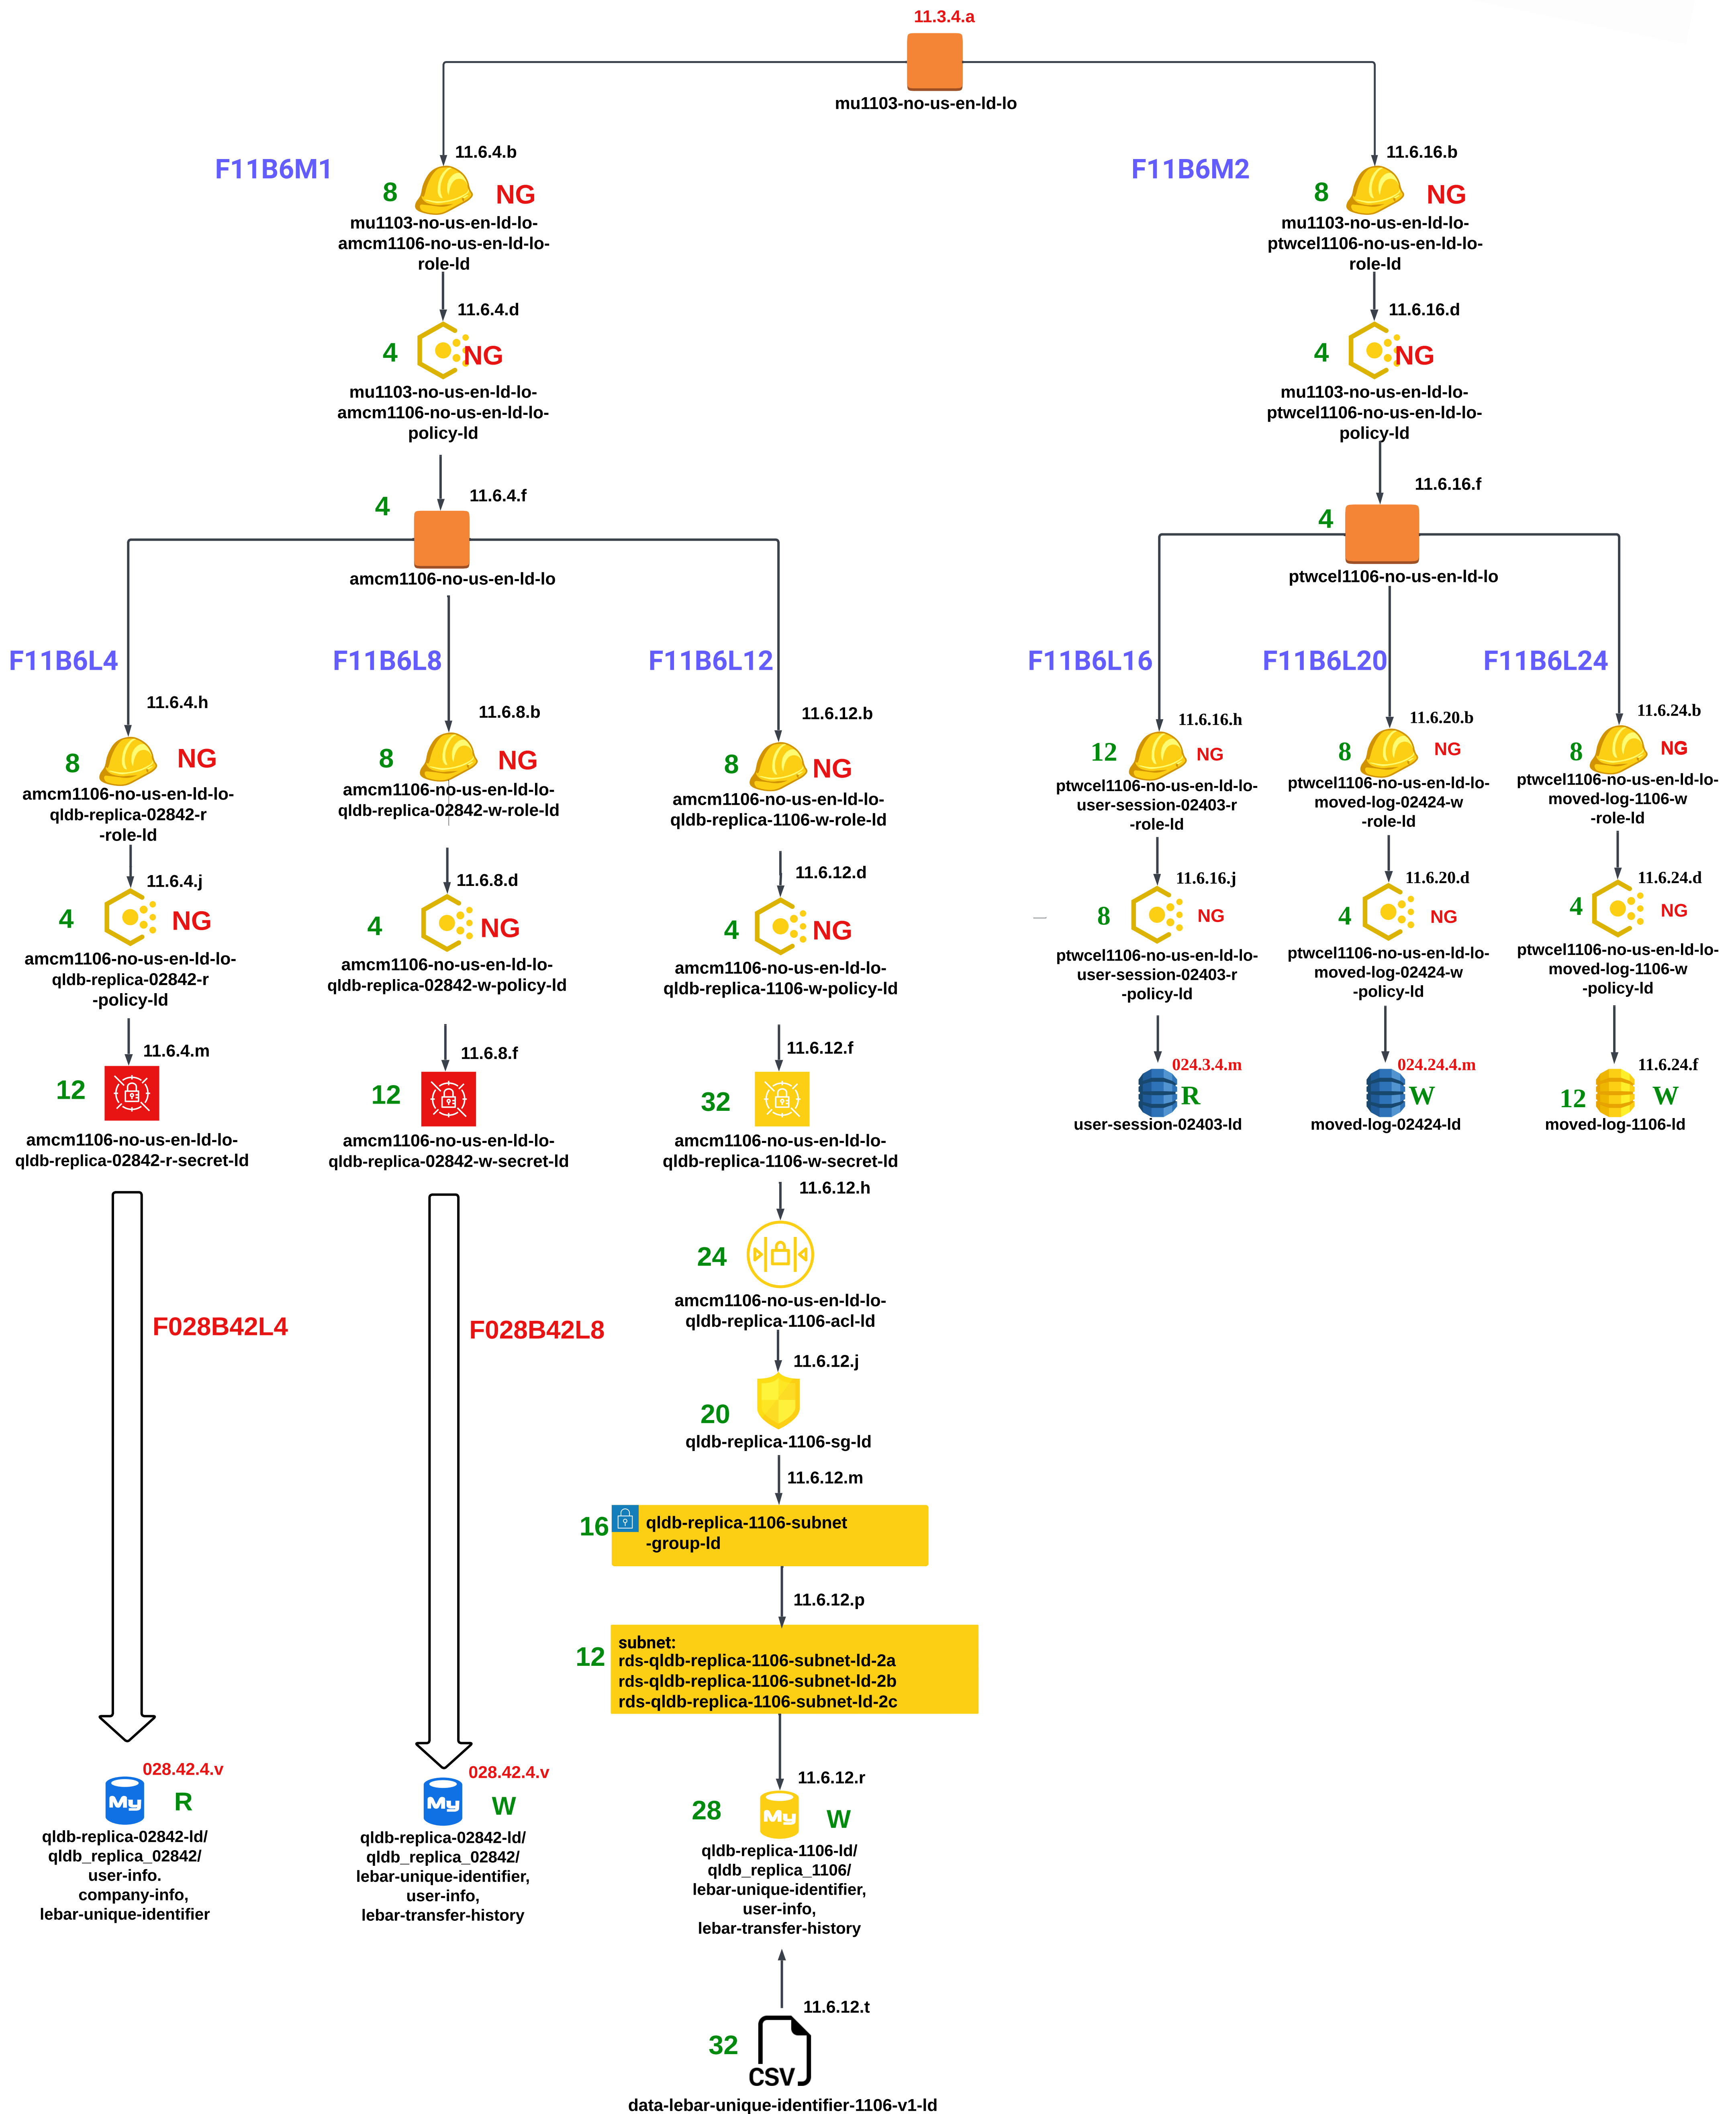 11.3.4.a
mu1103-no-us-en-ld-lo
F11B6M1
11.6.4.b
8
NG
mu1103-no-us-en-ld-lo-
amcm1106-no-us-en-ld-lo-
role-ld
11.6.4.d
4
NG
mu1103-no-us-en-ld-lo-
amcm1106-no-us-en-ld-lo-
policy-ld
11.6.4.f
4
amcm1106-no-us-en-ld-lo
F11B6M2
11.6.16.b
8
NG
mu1103-no-us-en-ld-lo-
ptwcel1106-no-us-en-ld-lo-
role-ld
11.6.16.d
4
NG
mu1103-no-us-en-ld-lo-
ptwcel1106-no-us-en-ld-lo-
policy-ld
11.6.16.f
4
ptwcel1106-no-us-en-ld-lo
F11B6L4
11.6.4.h
8
NG
amcm1106-no-us-en-ld-lo-
qldb-replica-02842-r
-role-ld
11.6.4.j
4
NG
amcm1106-no-us-en-ld-lo-
qldb-replica-02842-r
-policy-ld
11.6.4.m
12
amcm1106-no-us-en-ld-lo-
qldb-replica-02842-r-secret-ld
F028B42L4
028.42.4.v
My
R
qldb-replica-02842-ld/
qldb_replica_02842/
user-info.
company-info,
lebar-unique-identifier
F11B6L8
11.6.8.b
8
NG
amcm1106-no-us-en-ld-lo-
qldb-replica-02842-w-role-ld
11.6.8.d
4
NG
amcm1106-no-us-en-ld-lo-
qldb-replica-02842-w-policy-ld
11.6.8.f
12
amcm1106-no-us-en-ld-lo-
qldb-replica-02842-w-secret-ld
F028B42L8
028.42.4.v
My
W
qldb-replica-02842-ld/
qldb_replica_02842/
lebar-unique-identifier,
user-info,
lebar-transfer-history
F11B6L12
11.6.12.b
8
NG
amcm1106-no-us-en-ld-lo-
qldb-replica-1106-w-role-ld
11.6.12.d
4
NG
amcm1106-no-us-en-ld-lo-
qldb-replica-1106-w-policy-ld
11.6.12.f
32
amcm1106-no-us-en-ld-lo-
qldb-replica-1106-w-secret-ld
11.6.12.h
24
amcm1106-no-us-en-ld-lo-
qldb-replica-1106-acl-ld
11.6.12.j
20
qldb-replica-1106-sg-ld
11.6.12.m
16
qldb-replica-1106-subnet
-group-ld
11.6.12.p
12
subnet:
rds-qldb-replica-1106-subnet-ld-2a
rds-qldb-replica-1106-subnet-ld-2b
rds-qldb-replica-1106-subnet-ld-2c
11.6.12.r
28
My
W
qldb-replica-1106-ld/
qldb_replica_1106/
lebar-unique-identifier,
user-info,
lebar-transfer-history
11.6.12.t
32
CSV
data-lebar-unique-identifier-1106-v1-ld
F11B6L16
11.6.16.h
12
NG
ptwcel1106-no-us-en-ld-lo-
user-session-02403-r
-role-ld
11.6.16.j
8
NG
ptwcel1106-no-us-en-ld-lo-
user-session-02403-r
-policy-ld
024.3.4.m
R
user-session-02403-ld
F11B6L20
11.6.20.b
8
NG
ptwcel1106-no-us-en-ld-lo-
moved-log-02424-w
-role-ld
11.6.20.d
4
NG
ptwcel1106-no-us-en-ld-lo-
moved-log-02424-w
-policy-ld
024.24.4.m
W
moved-log-02424-ld
F11B6L24
11.6.24.b
8
NG
ptwcel1106-no-us-en-ld-lo-
moved-log-1106-w
-role-ld
11.6.24.d
4
NG
ptwcel1106-no-us-en-ld-lo-
moved-log-1106-w
-policy-ld
11.6.24.f
12
W
moved-log-1106-ld